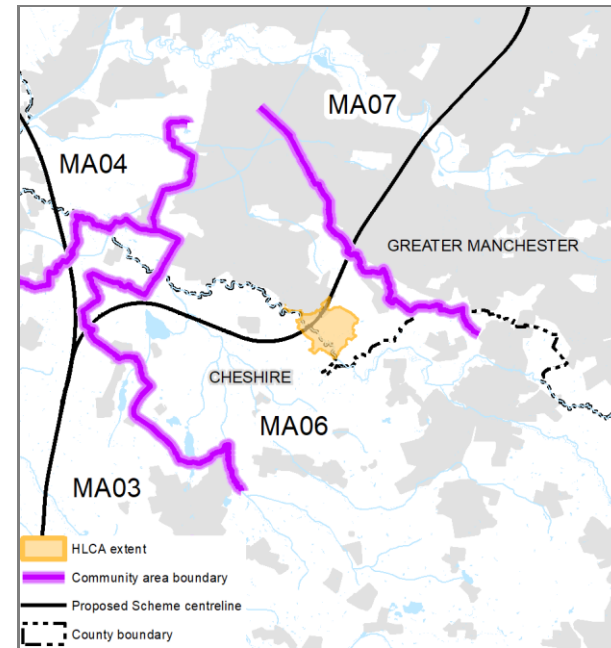 MA07
MA04
GREATER MANCHESTER
CHESHIRE
MA06
MA03
HLCA extent
Community area boundary
Proposed Scheme centreline
County boundary